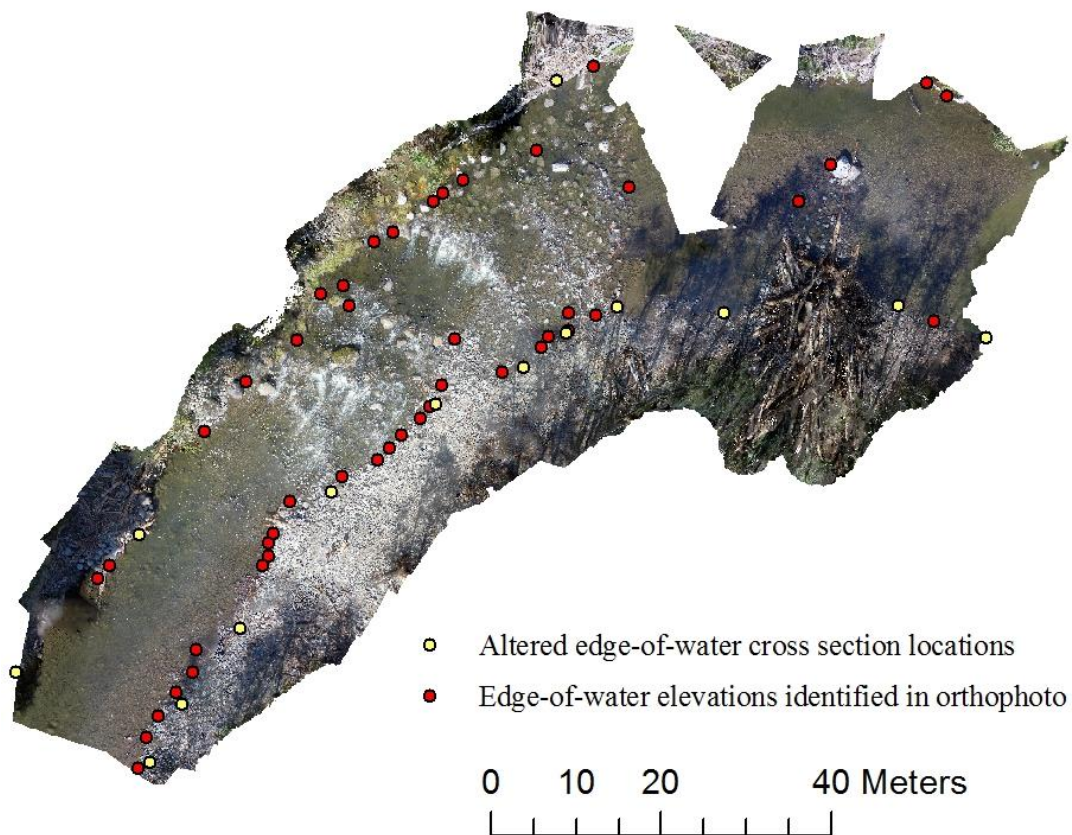 Altered edge-of-water cross section locations
Edge-of-water elevations identified in orthophoto
0 10 20 40 Meters